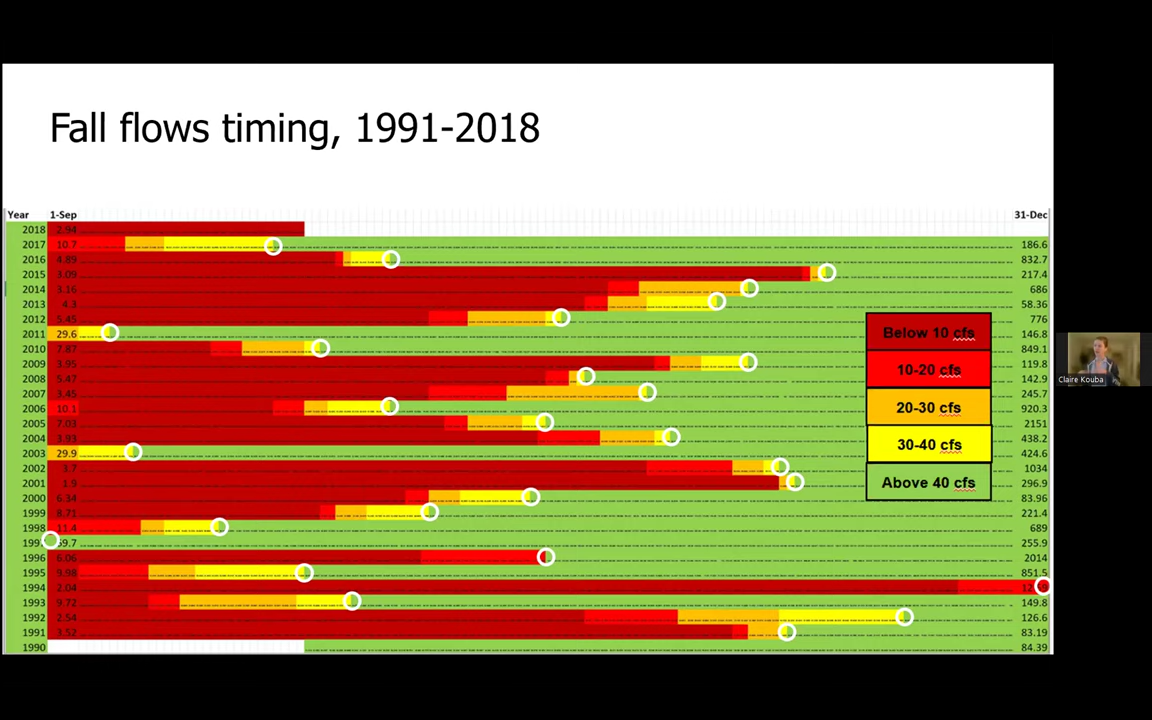 Fall flows timing, 1991-2018
Year 1-Sep 31-Dec
2018 2.94
2017 10.7 186.6
2016 4.89 832.7
2015 3.09 217.4
2014 3.16 686
2013 4.3 58.36
2012 5.45 776
2011 29.6 146.8
2010 7.87 849.1
2009 3.95 119.8
2008 5.47 142.9
2007 3.45 245.7
2006 10.1 920.3
2005 7.03 2151
2004 3.93 438.2
2003 29.9 424.6
2002 3.7 1034
2001 1.9 296.9
2000 6.34 83.96
1999 8.71 221.4
1998 11.4 689
255.9
1996 6.06 2014
1995 9.98 851.5
1994 2.04
1993 9.72 149.8
1992 2.54 126.6
1991 3.52 83.19
1990 84.39
Below 10 cfs
10-20 cfs
20-30 cfs
30-40 cfs
Above 40 cfs
Claire Kouba